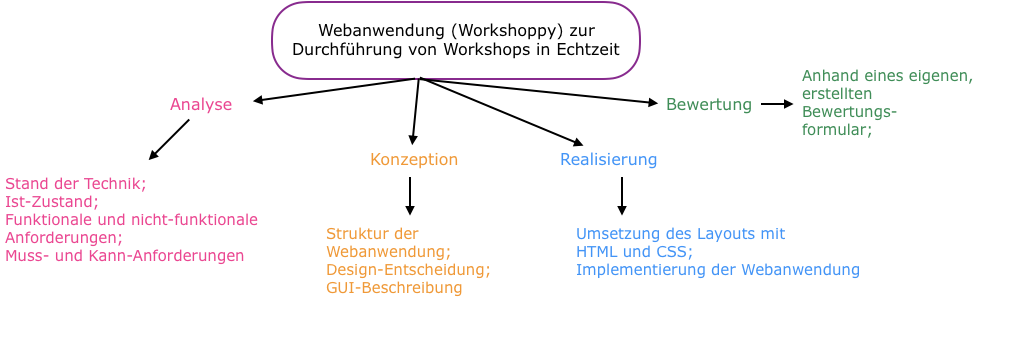 Webanwendung (Workshoppy) zur
Durchführung von Workshops in Echtzeit
Analyse
Stand der Technik;
Ist-Zustand;
Funktionale und nicht-funktionale
Anforderungen;
Muss- und Kann-Anforderungen
Konzeption
Struktur der
Webanwendung;
Design-Entscheidung;
GUI-Beschreibung
Realisierung
Umsetzung des Layouts mit
HTML und CSS;
Implementierung der Webanwendung
Bewertung
Anhand eines eigenen,
erstellten
Bewertungs-
formular;